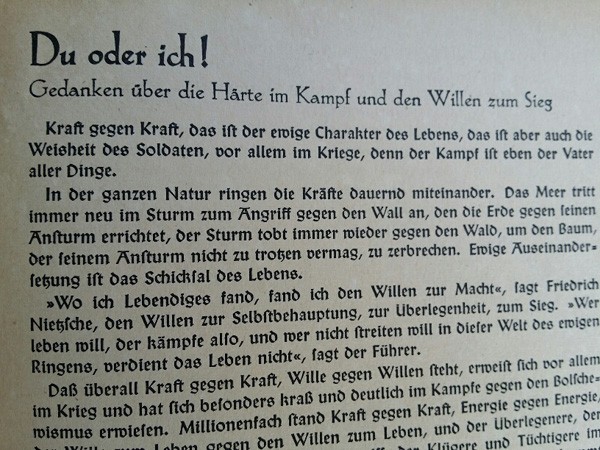 Du oder ich!
Gedanken über die Härte im Kampf und den Willen zum Sieg
Kraft gegen Kraft, das ist der ewige Charakter des Lebens, das ist aber auch die
Weisheit des Soldaten, vor allem im Kriege, denn der Kampf ist eben der Vater
aller Dinge.
In der ganzen Natur ringen die Kräfte dauernd miteinander. Das Meer tritt
immer neu im Sturm zum Angriff gegen den Wall an, den die Erde gegen seinen
Ansturm errichtet, der Sturm tobt immer wieder gegen den Wald, um den Baum,
der seinem Ansturm nicht zu trotzen vermag, zu zerbrechen. Ewige Auseinander-
setzung ist das Schicksal des Lebens.
»Wo ich Lebendiges fand, fand ich den Willen zur Macht«, sagt Friedrich
Nietzsche, den Willen zur Selbstbehauptung, zur Überlegenheit, zum Sieg. »Wer
leben will, der kämpfe also, und wer nicht streiten will in dieser Welt des ewigen
Ringens, verdient das Leben nicht«, sagt der Führer.
Daß überall Kraft gegen Kraft, Wille gegen Willen steht, erweist sich vor allem
im Krieg und hat sich besonders kraß und deutlich im Kampfe gegen den Bolsche-
wismus erwiesen. Millionenfach stand Kraft gegen Kraft, Energie gegen Energie,
der Wille zum Leben gegen den Willen zum Leben, und der Überlegenere, der
der Klügere und Tüchtigere im